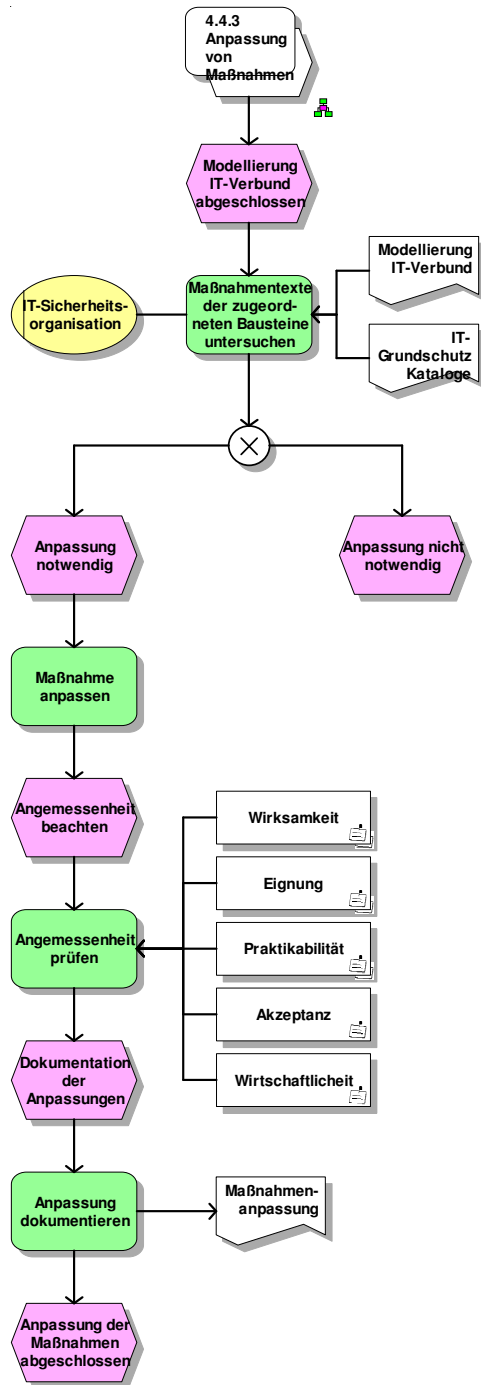 4.4.3
Anpassung
von
Maßnahmen
Modellierung
IT-Verbund
abgeschlossen
IT-Sicherheits-
organisation
Maßnahmentexte
der zugeord-
neten Bausteine
untersuchen
Modellierung
IT-Verbund
IT-
Grundschutz
Kataloge
Anpassung
notwendig
Anpassung nicht
notwendig
Maßnahme
anpassen
Angemessenheit
beachten
Wirksamkeit
Eignung
Angemessenheit
prüfen
Praktikabilität
Akzeptanz
Wirtschaftlicheit
Dokumentation
der
Anpassungen
Anpassung
dokumentieren
Maßnahmen-
anpassung
Anpassung der
Maßnahmen
abgeschlossen